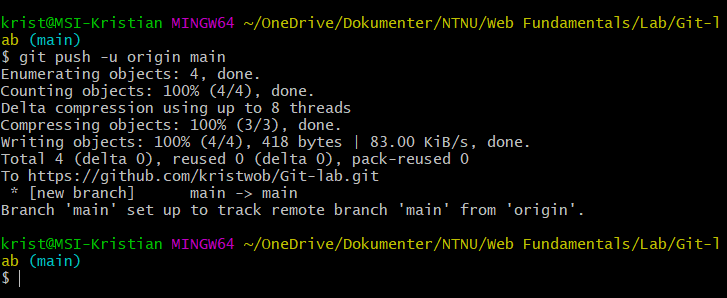 krist@MSI-Kristian MINGW64 ~/OneDrive/Dokumenter/NTNU/Web Fundamentals/Lab/Git-l
ab (main)
$ git push -u origin main
Enumerating objects: 4, done.
Counting objects: 100% (4/4), done.
Delta compression using up to 8 threads
Compressing objects: 100% (3/3), done.
Writing objects: 100% (4/4), 418 bytes | 83.00 KiB/s, done.
Total 4 (delta 0), reused 0 (delta 0), pack-reused 0
To https://github.com/kristwob/Git-lab.git
 * [new branch]      main -> main
Branch 'main' set up to track remote branch 'main' from 'origin'.
krist@MSI-Kristian MINGW64 ~/OneDrive/Dokumenter/NTNU/Web Fundamentals/Lab/Git-l
ab (main)
$